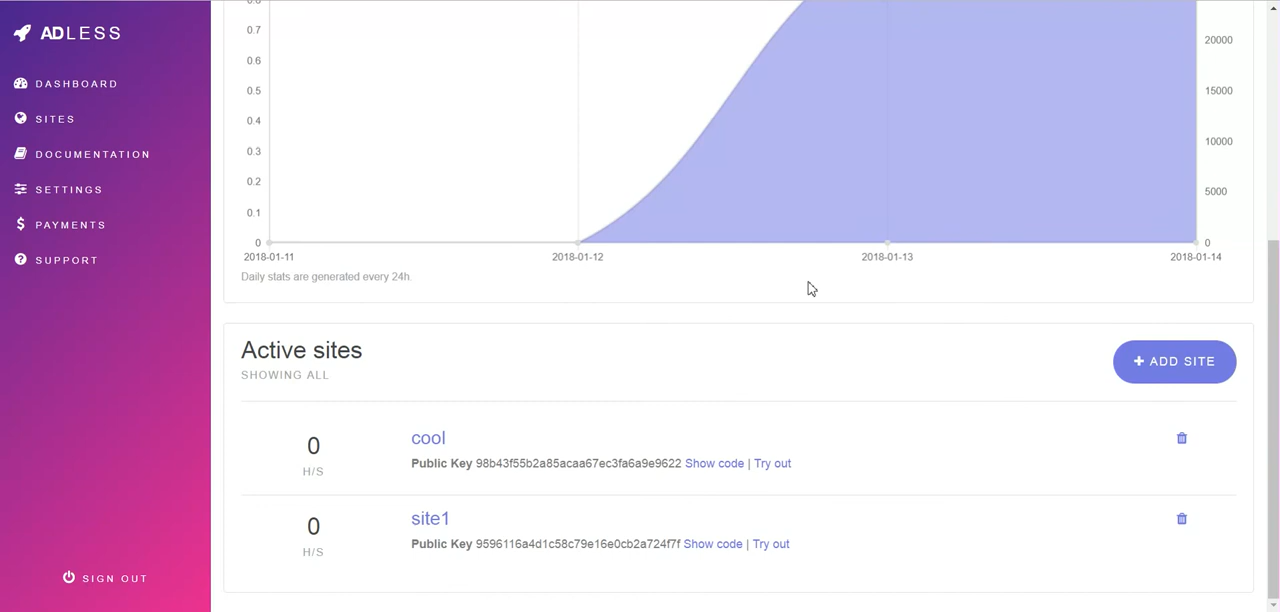 ADLESS
DASHBOARD
SITES
DOCUMENTATION
SETTINGS
PAYMENTS
SUPPORT
SIGN OUT
0.8
0.7
0.6
0.5
0.4
0.3
0.2
0.1
0
20000
15000
10000
5000
0
2018-01-11 2018-01-12 2018-01-13 2018-01-14
Daily stats are generated every 24h.
Active sites
SHOWING ALL
+ ADD SITE
0
H/S
cool
Public Key 98b43f55b2a85acaa67ec3fa6a9e9622 Show code | Try out
0
H/S
site1
Public Key 9596116a4d1c58c79e16e0cb2a724f7f Show code | Try out